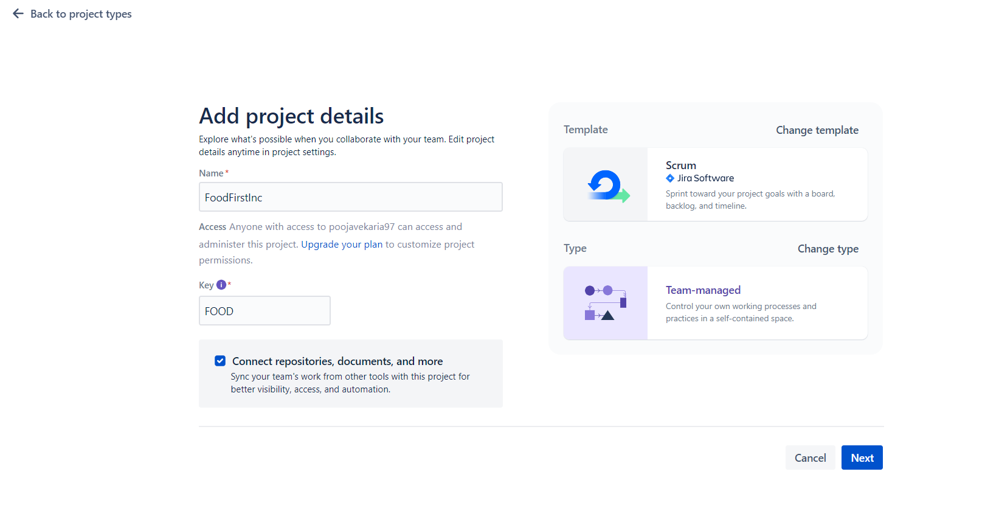 Back to project types
Add project details
Explore what's possible when you collaborate with your team. Edit project
details anytime in project settings.
Name *
FoodFirstInc
Access Anyone with access to poojavekaria97 can access and
administer this project. Upgrade your plan to customize project
permissions.
Key i *
FOOD
Connect repositories, documents, and more
Sync your team's work from other tools with this project for
better visibility, access, and automation.
Template
Change template
Scrum
Jira Software
Sprint toward your project goals with a board,
backlog, and timeline.
Type
Change type
Team-managed
Control your own working processes and
practices in a self-contained space.
Cancel
Next